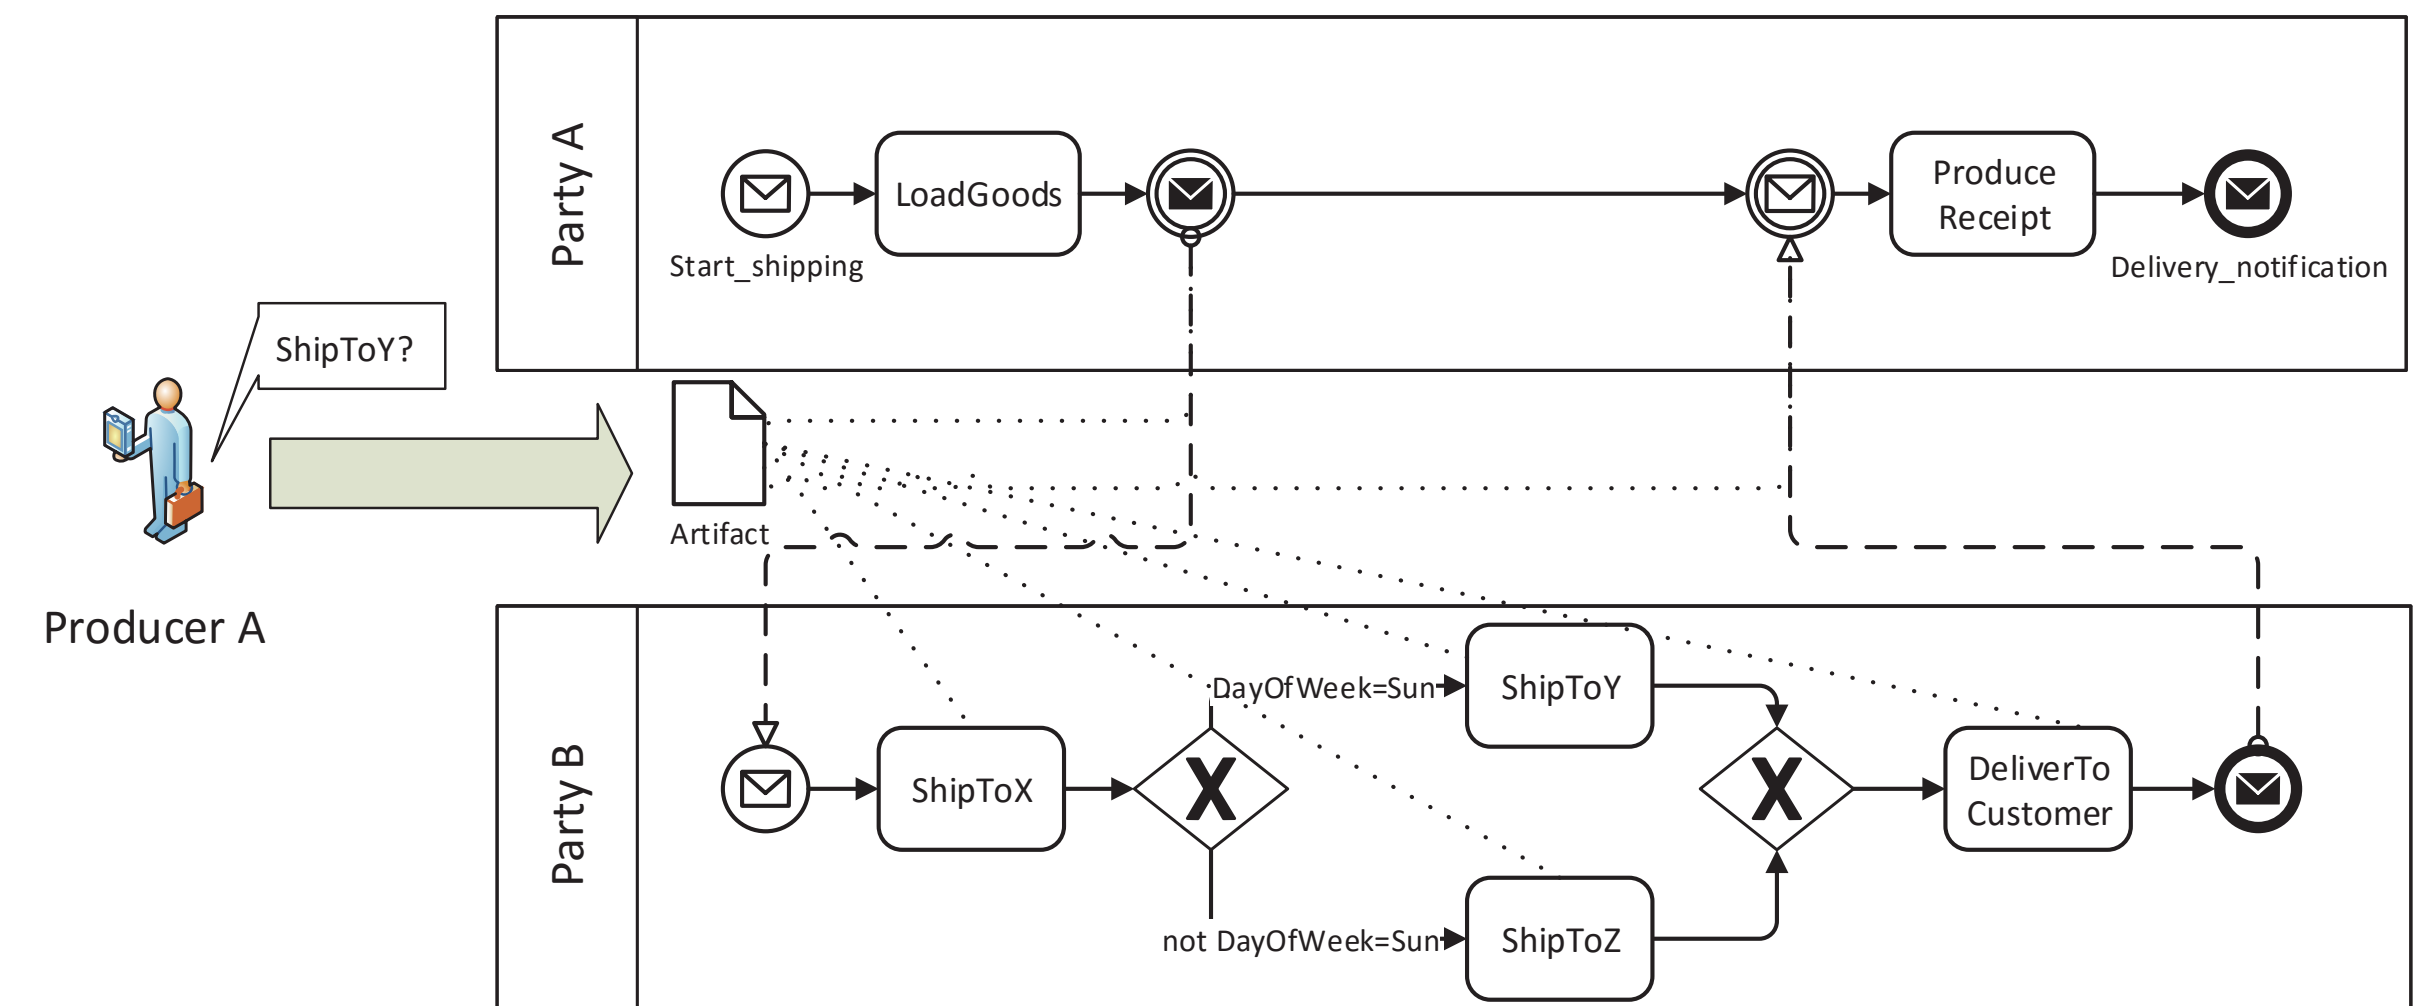 Party A
LoadGoods
Produce
Receipt
Start_shipping
Delivery_notification
ShipToY?
Artifact
Producer A
Party B
DayOfWeek=Sun
ShipToY
ShipToX
X
X
DeliverTo
Customer
not DayOfWeek=Sun
ShipToZ